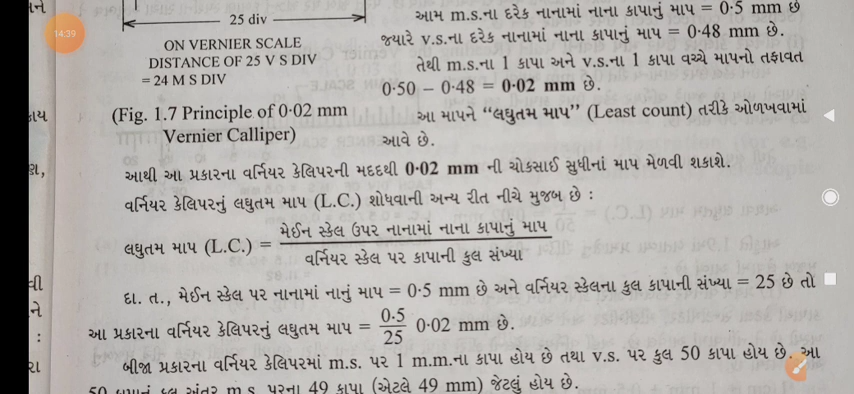 25 div
ON VERNIER SCALE
DISTANCE OF 25 V S DIV
= 24 M S DIV
(Fig. 1.7 Principle of 0·02 mm
Vernier Calliper)
આમ m.s.ના દરેક નાનામાં નાના કાપાનું માપ = 0·5 mm છે
જ્યારે v.s.ના દરેક નાનામાં નાના કાપાનું માપ = 0·48 mm છે.
તેથી m.s.ના 1 કાપા અને v.s.ના 1 કાપા વચ્ચે માપનો તફાવત
0·50 – 0·48 = 0·02 mm છે.
આ માપને “લઘુતમ માપ” (Least count) તરીકે ઓળખવામાં
આવે છે.
આથી આ પ્રકારના વર્નિયર કેલિપરની મદદથી 0·02 mm ની ચોકસાઈ સુધીનાં માપ મેળવી શકાશે.
વર્નિયર કેલિપરનું લઘુતમ માપ (L.C.) શોધવાની અન્ય રીત નીચે મુજબ છે :
લઘુતમ માપ (L.C.) = મેઈન સ્કેલ ઉપર નાનામાં નાના કાપાનું માપ
વર્નિયર સ્કેલ પર કાપાની કુલ સંખ્યા
દા. ત., મેઈન સ્કેલ પર નાનામાં નાનું માપ = 0·5 mm છે અને વર્નિયર સ્કેલના કુલ કાપાની સંખ્યા = 25 છે તો
આ પ્રકારના વર્નિયર કેલિપરનું લઘુતમ માપ = 0·5
25 0·02 mm છે.
બીજા પ્રકારના વર્નિયર કેલિપરમાં m.s. પર 1 m.m.ના કાપા હોય છે તથા v.s. પર કુલ 50 કાપા હોય છે. આ
50 કાપાનું કુલ અંતર m.s. પરના 49 કાપા (એટલે 49 mm) જેટલું હોય છે.
14:39